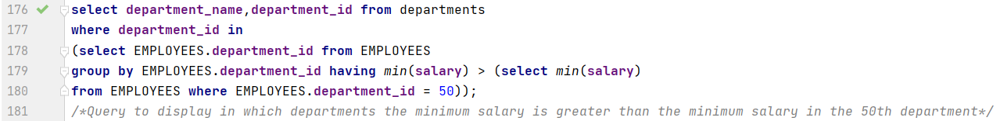 176 select department_name,department_id from departments
177 where department_id in
178 (select EMPLOYEES.department_id from EMPLOYEES
179 group by EMPLOYEES.department_id having min(salary) > (select min(salary)
180 from EMPLOYEES where EMPLOYEES.department_id = 50));
181 /*Query to display in which departments the minimum salary is greater than the minimum salary in the 50th department*/